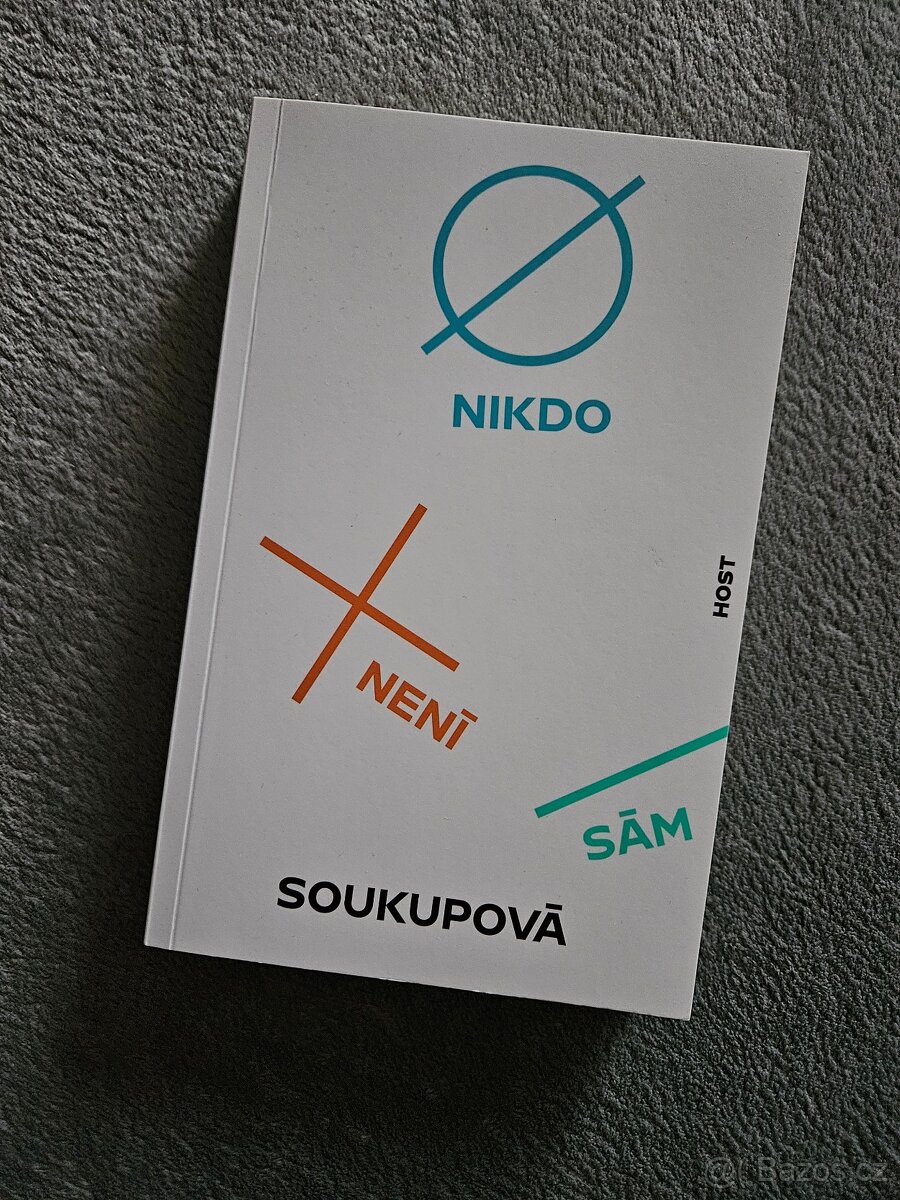 NIKDO
NENÍ
SÁM
HOST
SOUKUPOVÁ
@ Bazos.cz